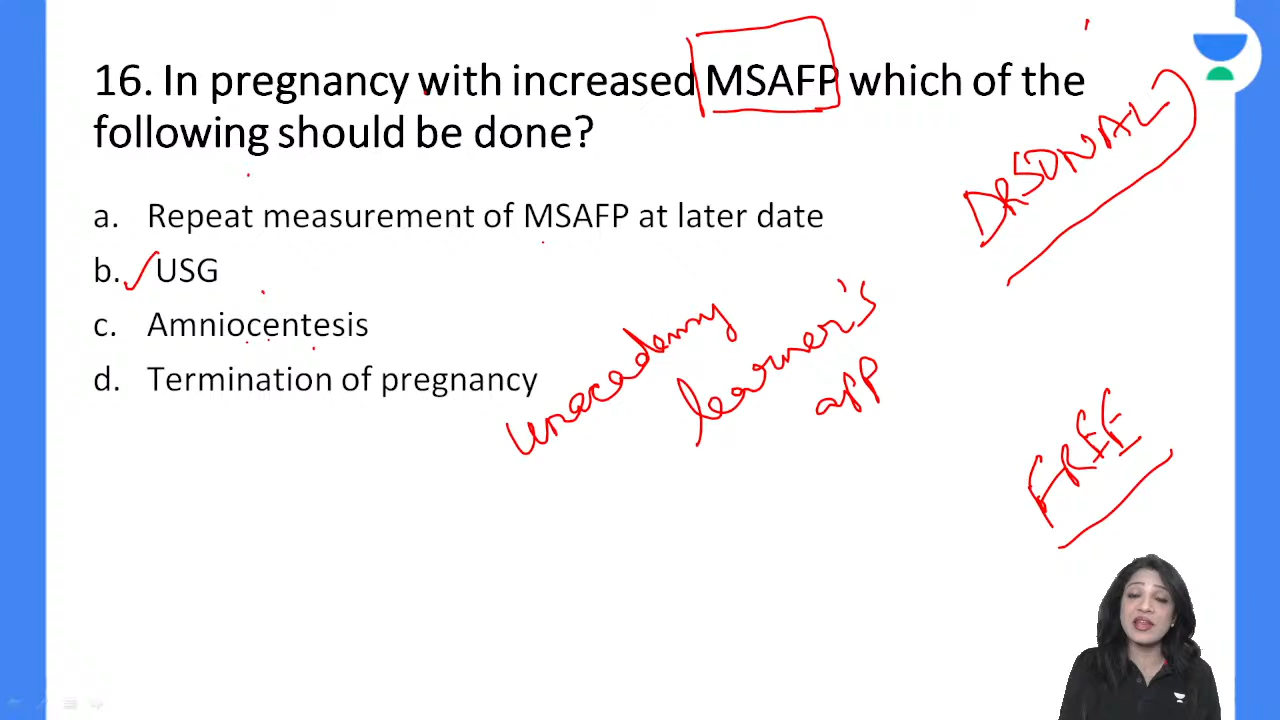 16. In pregnancy with increased MSAFP which of the
following should be done?
a. Repeat measurement of MSAFP at later date
b. ✓ USG
c. Amniocentesis
d. Termination of pregnancy
DRSONAL
unacademy
learner's
app
FREE